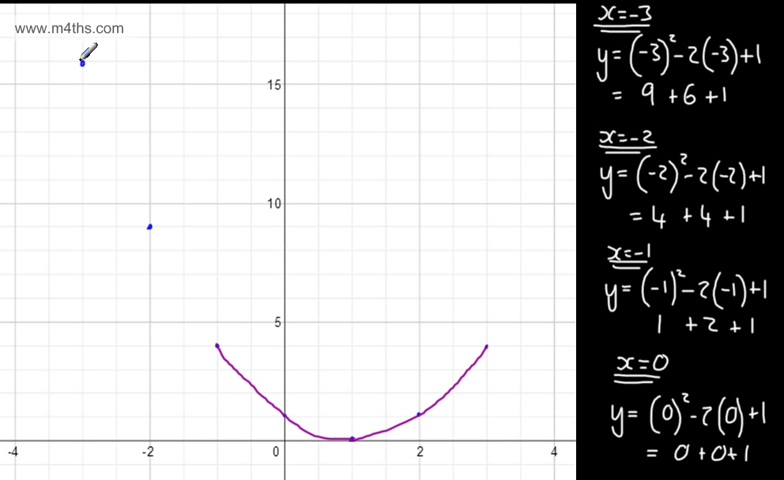 www.m4ths.com
15
10
5
-4
-2
0
2
4
x=-3
y=(-3)²-2(-3)+1
= 9 +6 +1
x=-2
y=(-2)²-2(-2)+1
= 4 +4 +1
x=-1
y=(-1)²-2(-1)+1
1 +2 +1
x=0
y=(0)²-2(0)+1
= 0 +0+1